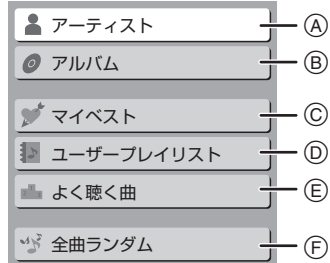 アーティスト Ⓐ
アルバム Ⓑ
マイベスト Ⓒ
ユーザープレイリスト Ⓓ
よく聴く曲 Ⓔ
全曲ランダム Ⓕ